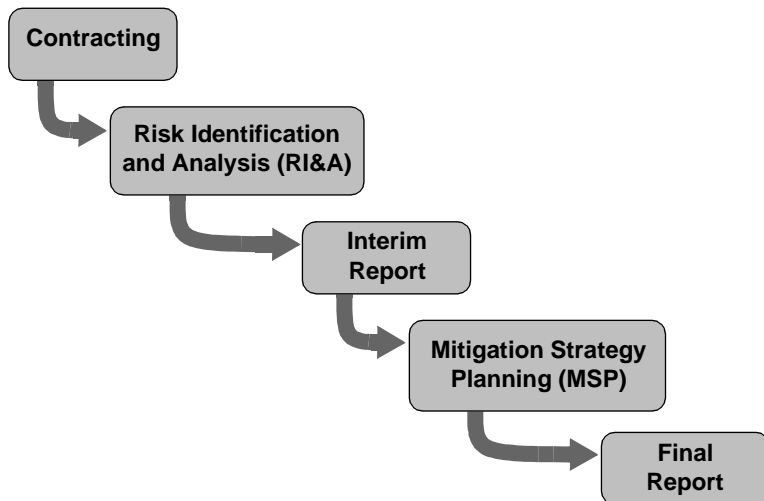 Contracting
Risk Identification
and Analysis (RI&A)
Interim
Report
Mitigation Strategy
Planning (MSP)
Final
Report